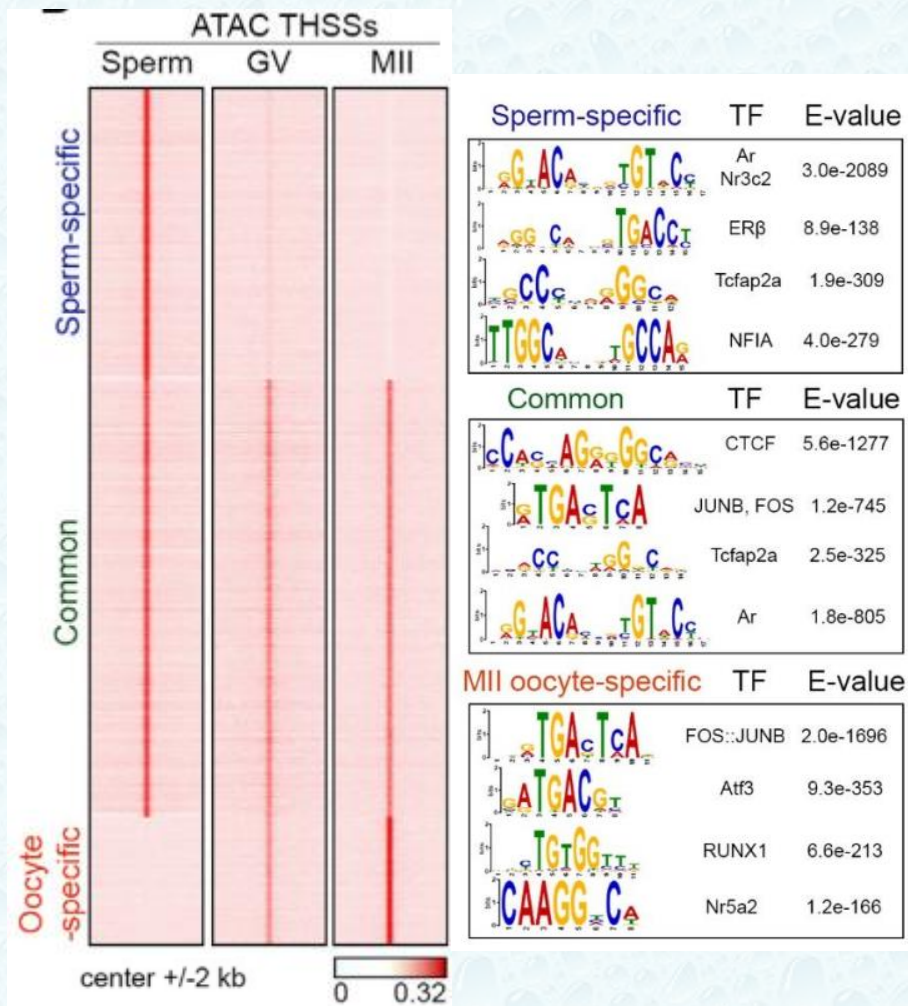 ATAC THSSs
Sperm GV MII
Sperm-specific
Common
Oocyte
-specific
center +/-2 kb
0 0.32
Sperm-specific TF E-value
Ar
Nr3c2 3.0e-2089
ERβ 8.9e-138
Tcfap2a 1.9e-309
NFIA 4.0e-279
Common TF E-value
CTCF 5.6e-1277
JUNB, FOS 1.2e-745
Tcfap2a 2.5e-325
Ar 1.8e-805
MII oocyte-specific TF E-value
FOS::JUNB 2.0e-1696
Atf3 9.3e-353
RUNX1 6.6e-213
Nr5a2 1.2e-166